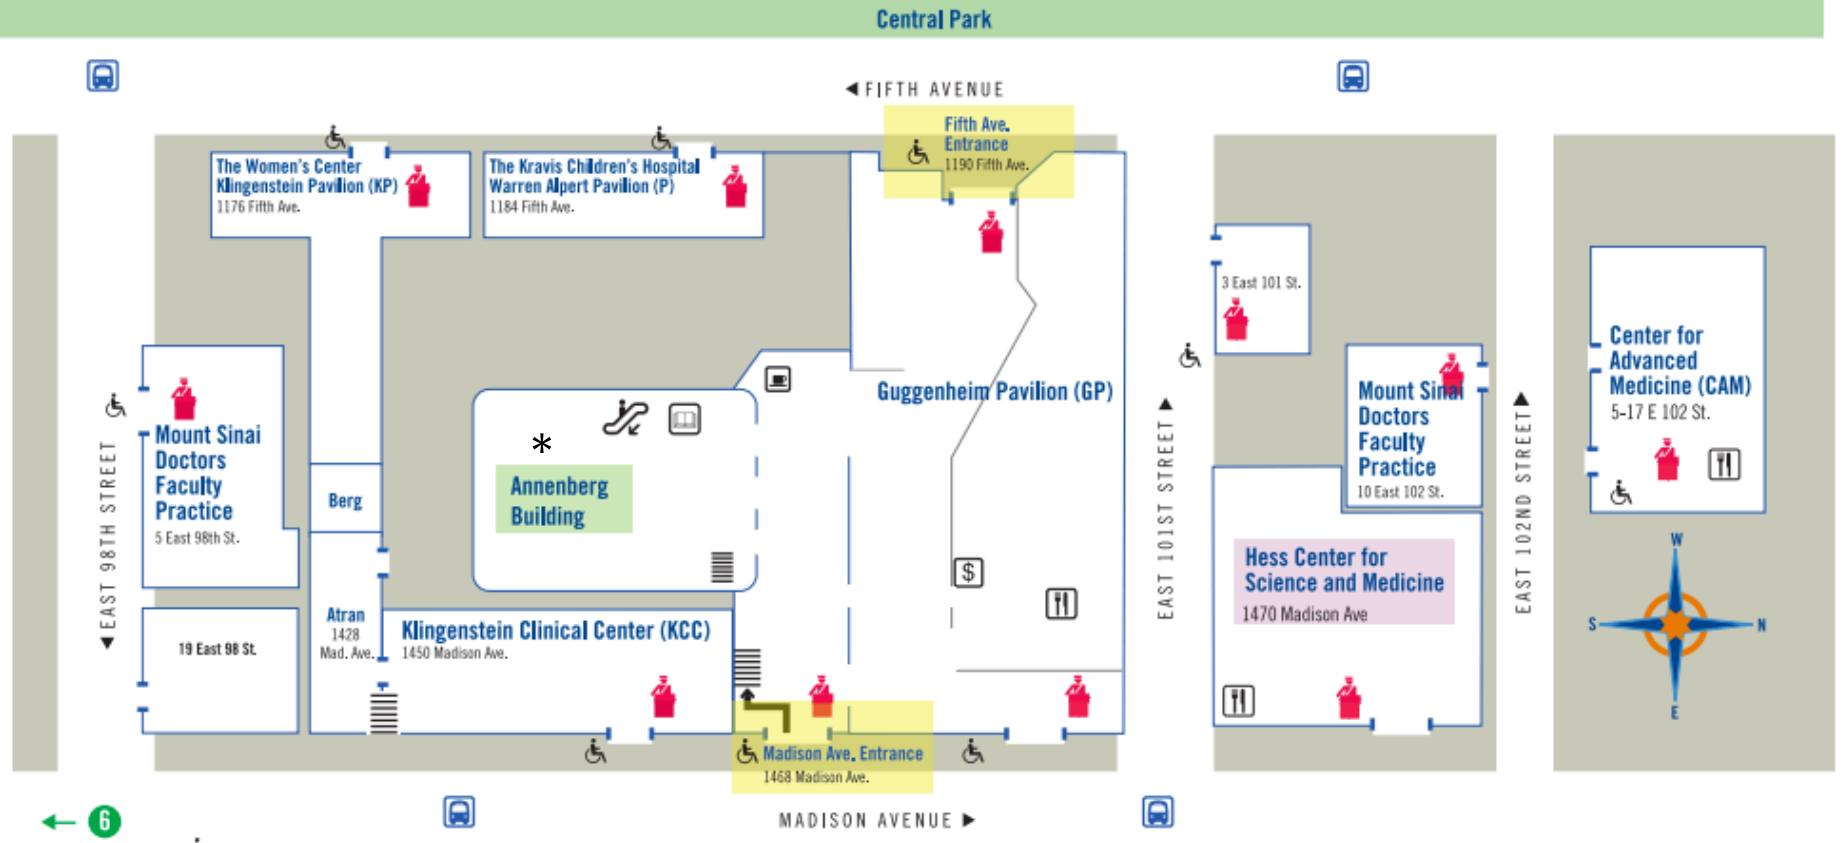 Central Park
◄ FIFTH AVENUE
Fifth Ave.
Entrance
1190 Fifth Ave.
The Women's Center
Klingenstein Pavilion (KP)
1176 Fifth Ave.
The Kravis Children's Hospital
Warren Alpert Pavilion (P)
1184 Fifth Ave.
3 East 101 St.
Center for
Advanced
Medicine (CAM)
5-17 E 102 St.
Guggenheim Pavilion (GP)
Mount Sinai
Doctors
Faculty
Practice
10 East 102 St.
Mount Sinai
Doctors
Faculty
Practice
5 East 98th St.
*
Annenberg
Building
Berg
◄ EAST 98TH STREET
EAST 101ST STREET ►
EAST 102ND STREET ►
$
Hess Center for
Science and Medicine
1470 Madison Ave
W
S
N
E
Atran
1428
Mad. Ave.
Klingenstein Clinical Center (KCC)
1450 Madison Ave.
19 East 98 St.
Madison Ave. Entrance
1468 Madison Ave.
← 6
MADISON AVENUE ►